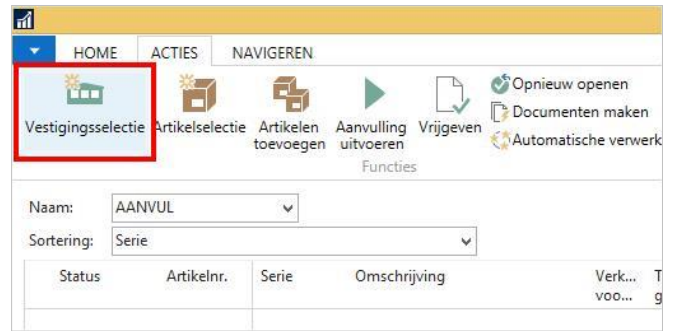 HOME ACTIES NAVIGEREN
Vestigingsselectie Artikelselectie Artikelen toevoegen Aanvulling uitvoeren Vrijgeven
Opnieuw openen
Documenten maken
Automatische verwerk
Functies
Naam: AANVUL
Sortering: Serie
Status Artikelnr. Serie Omschrijving Verk... voo... T g